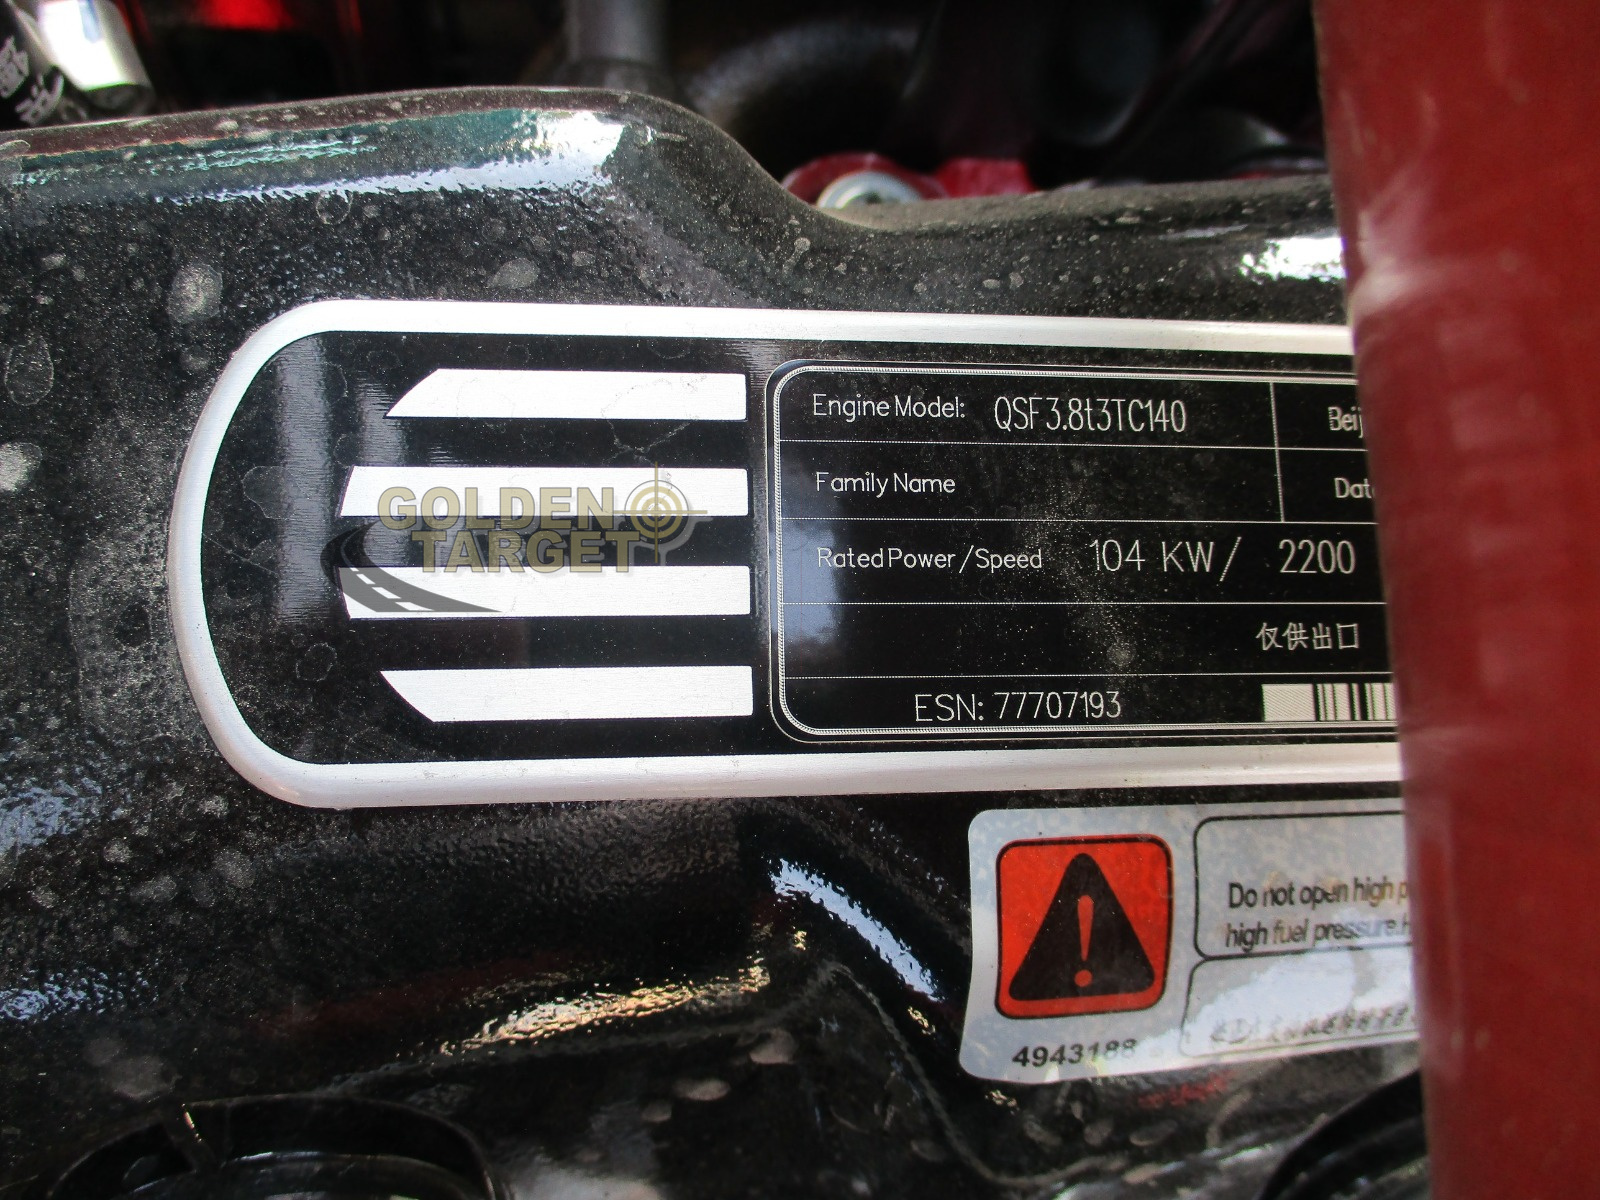 GOLDEN
TARGET
Engine Model: QSF3.8t3TC140
Family Name
Rated Power/Speed 104 KW/ 2200
仅供出口
ESN: 77707193
Do not open high
high fuel pressure.
4943188